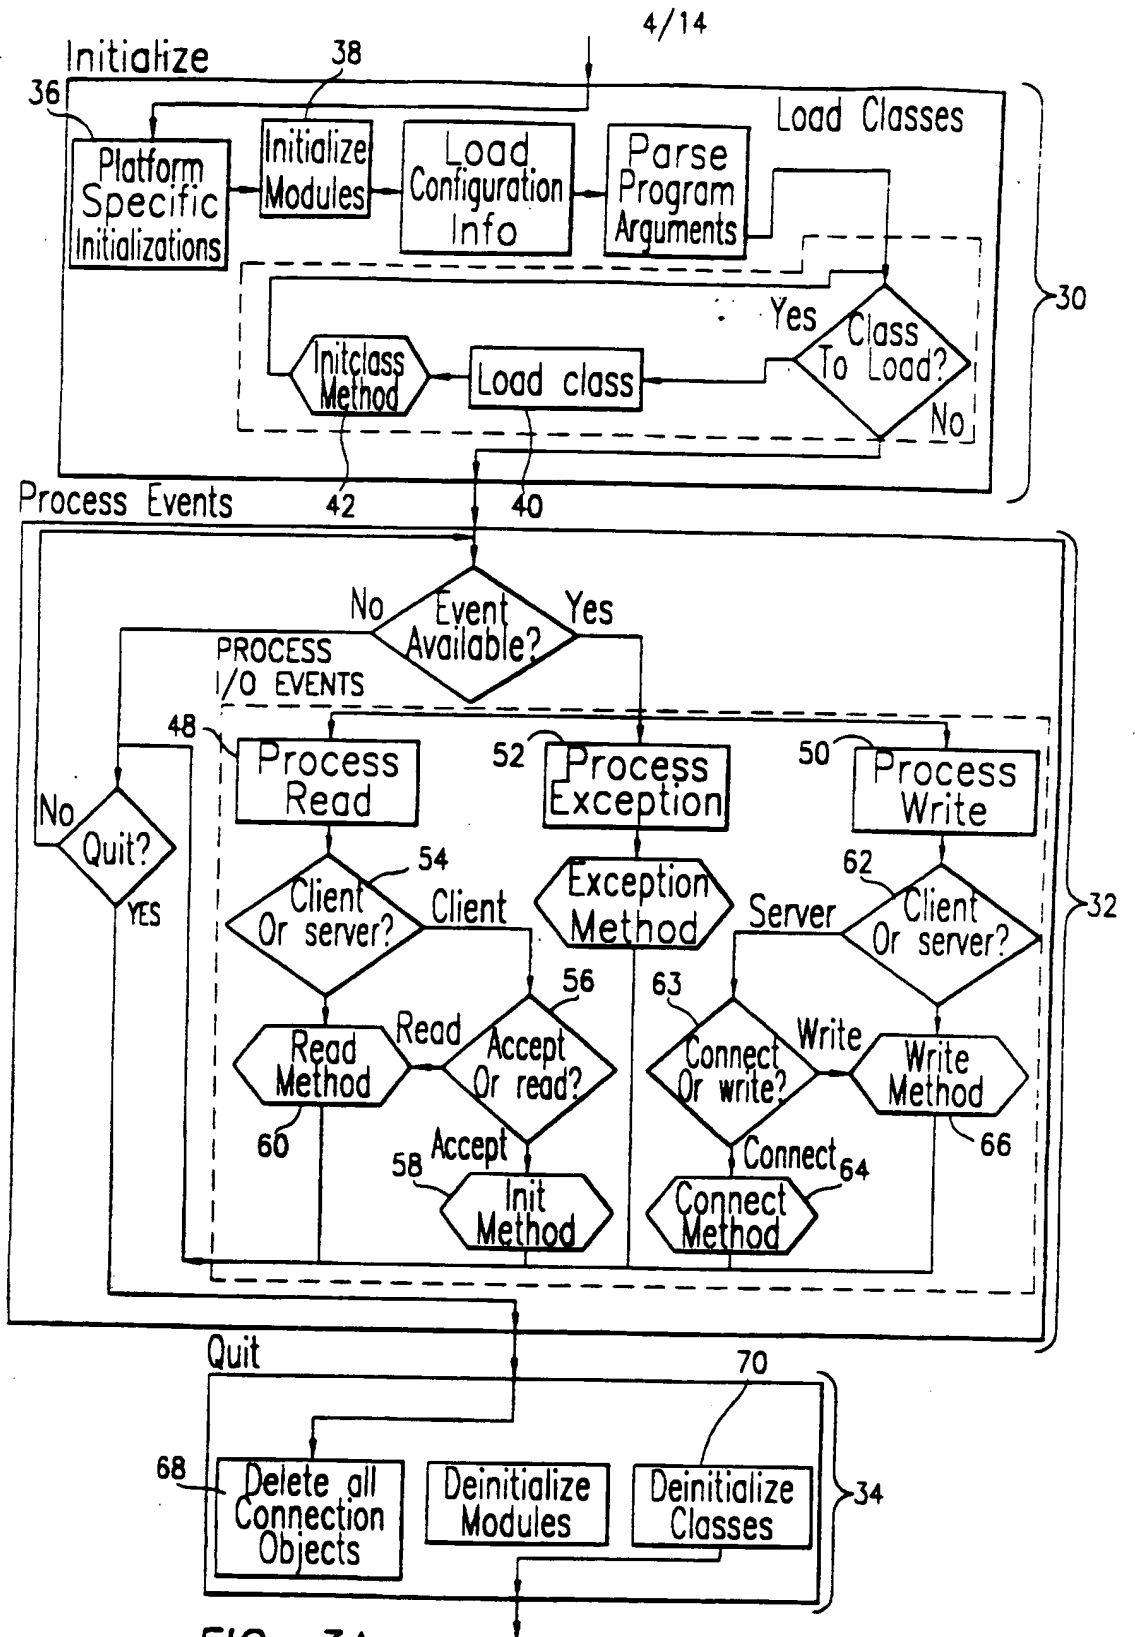 4/14
Initialize
38
36
Load Classes
Platform
Specific
Initializations
Initialize
Modules
Load
Configuration
Info
Parse
Program
Arguments
30
Yes
Class
To Load?
Initclass
Method
Load class
No
42
40
Process Events
No
Event
Available?
Yes
PROCESS
I/O EVENTS
48
Process
Read
52
Process
Exception
50
Process
Write
No
Quit?
YES
54
Client
Or server?
Client
Exception
Method
Server
62
Client
Or server?
32
56
63
Read
Method
Read
Accept
Or read?
Connect
Or write?
Write
Write
Method
60
Accept
58
Init
Method
Connect
64
Connect
Method
66
Quit
70
68
Delete all
Connection
Objects
Deinitialize
Modules
Deinitialize
Classes
34